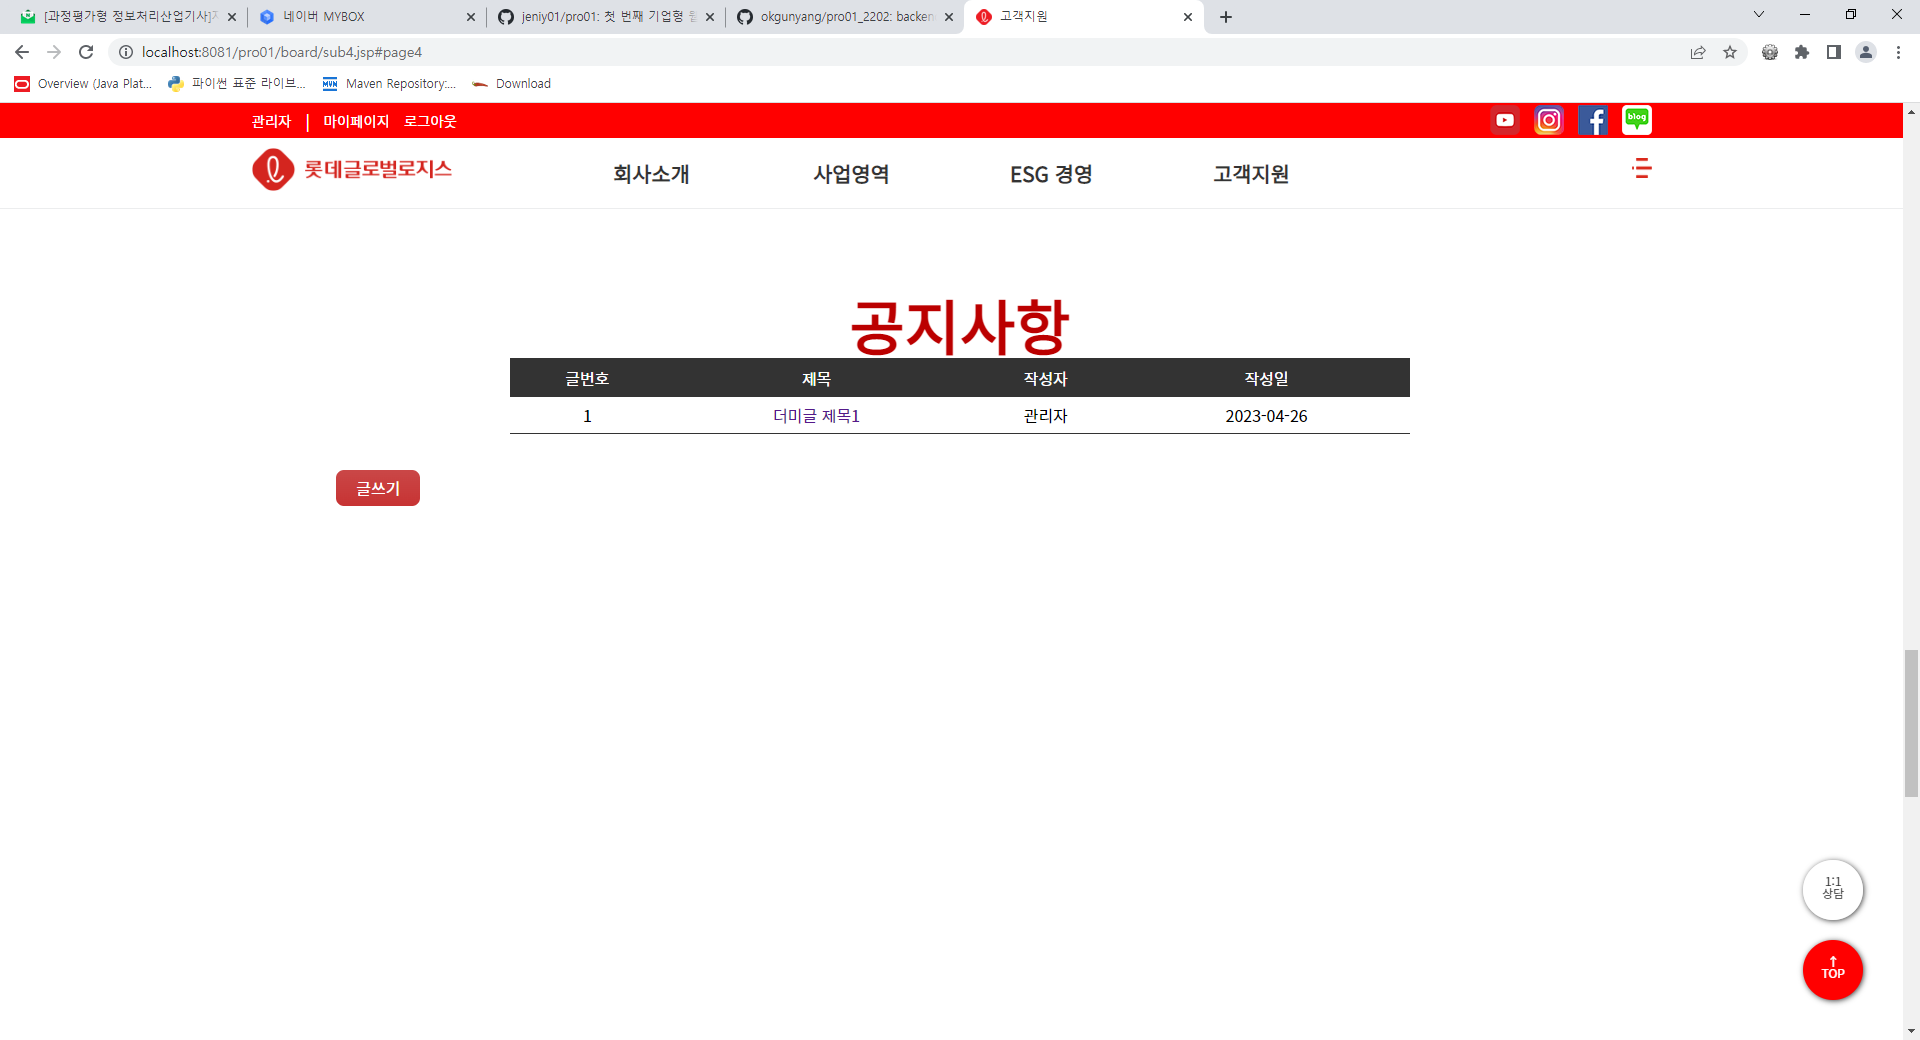 [과정평가형 정보처리산업기사]
네이버 MYBOX
jeniy01/pro01: 첫 번째 기업형 웹
okgunyang/pro01_2202: backen
고객지원
localhost:8081/pro01/board/sub4.jsp#page4
Overview (Java Plat...
파이썬 표준 라이브...
Maven Repository:...
Download
관리자 | 마이페이지 로그아웃
blog
롯데글로벌로지스
회사소개 사업영역 ESG 경영 고객지원
공지사항
글번호 제목 작성자 작성일
1 더미글 제목1 관리자 2023-04-26
글쓰기
1:1
상담
↑
TOP